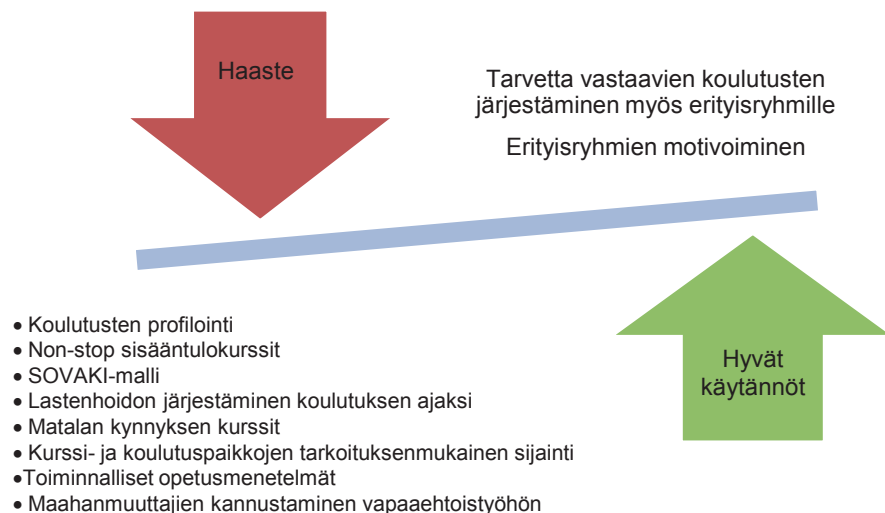 Haaste
Tarvetta vastaavien koulutusten
järjestäminen myös erityisryhmille
Erityisryhmien motivoiminen
• Koulutusten profilointi
• Non-stop sisääntulokurssit
• SOVAKI-malli
• Lastenhoidon järjestäminen koulutuksen ajaksi
• Matalan kynnyksen kurssit
• Kurssi- ja koulutuspaikkojen tarkoituksenmukainen sijainti
•Toiminnalliset opetusmenetelmät
• Maahanmuuttajien kannustaminen vapaaehtoistyöhön
Hyvät
käytännöt